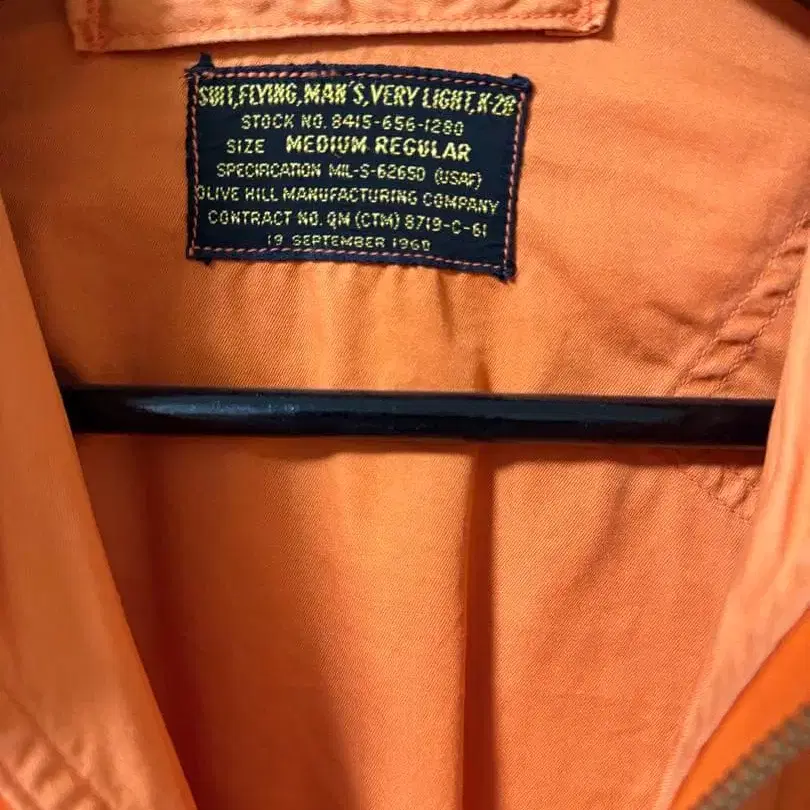 SUIT,FLYING,MAN'S,VERY LIGHT,K-2B
STOCK NO. 8415-656-1280
SIZE MEDIUM REGULAR
SPECIFICATION MIL-S-6265D (USAF)
OLIVE HILL MANUFACTURING COMPANY
CONTRACT NO. QM (CTM) 8719-C-61
19 SEPTEMBER 1960